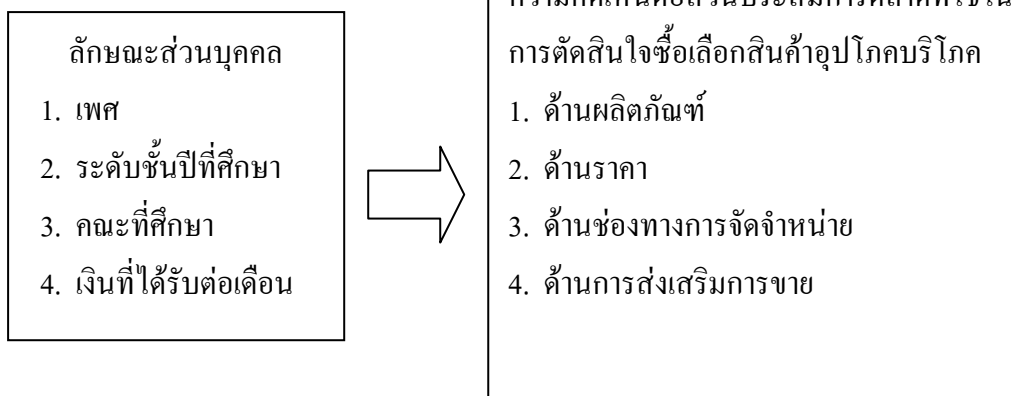 ลักษณะส่วนบุคคล
1. เพศ
2. ระดับชั้นปีที่ศึกษา
3. คณะที่ศึกษา
4. เงินที่ได้รับต่อเดือน
การตัดสินใจซื้อเลือกสินค้าอุปโภคบริโภค
1. ด้านผลิตภัณฑ์
2. ด้านราคา
3. ด้านช่องทางการจัดจำหน่าย
4. ด้านการส่งเสริมการขาย